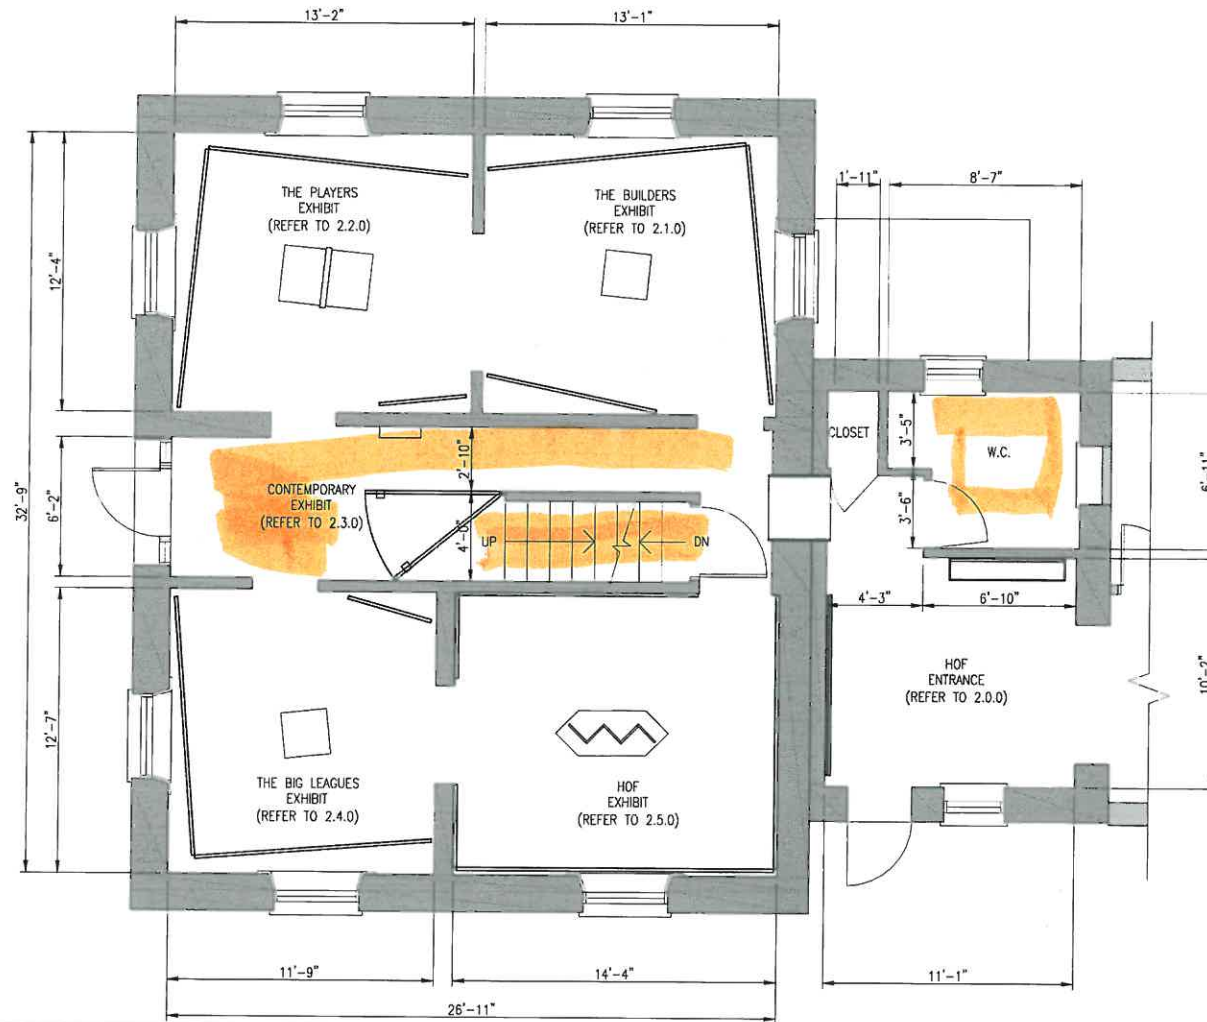 13'-2"
13'-1"
THE PLAYERS
EXHIBIT
(REFER TO 2.2.0)
THE BUILDERS
EXHIBIT
(REFER TO 2.1.0)
1'-11"
8'-7"
12'-4"
32'-9"
6'-2"
12'-7"
CLOSET
3'-5"
W.C.
3'-6"
6'-11"
2'-10"
CONTEMPORARY
EXHIBIT
(REFER TO 2.3.0)
4'-0"
UP
DN
4'-3"
6'-10"
HOF
ENTRANCE
(REFER TO 2.0.0)
10'-2"
THE BIG LEAGUES
EXHIBIT
(REFER TO 2.4.0)
HOF
EXHIBIT
(REFER TO 2.5.0)
11'-9"
14'-4"
11'-1"
26'-11"